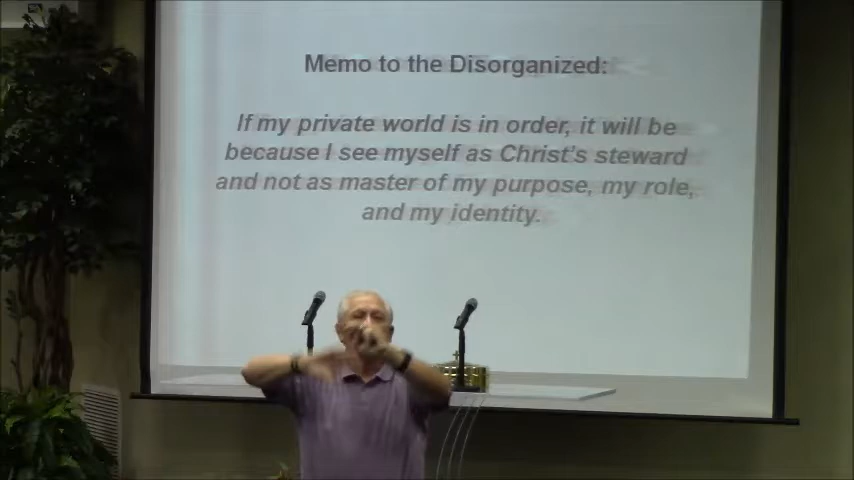 Memo to the Disorganized:
If my private world is in order, it will be
because I see myself as Christ's steward
and not as master of my purpose, my role,
and my identity.